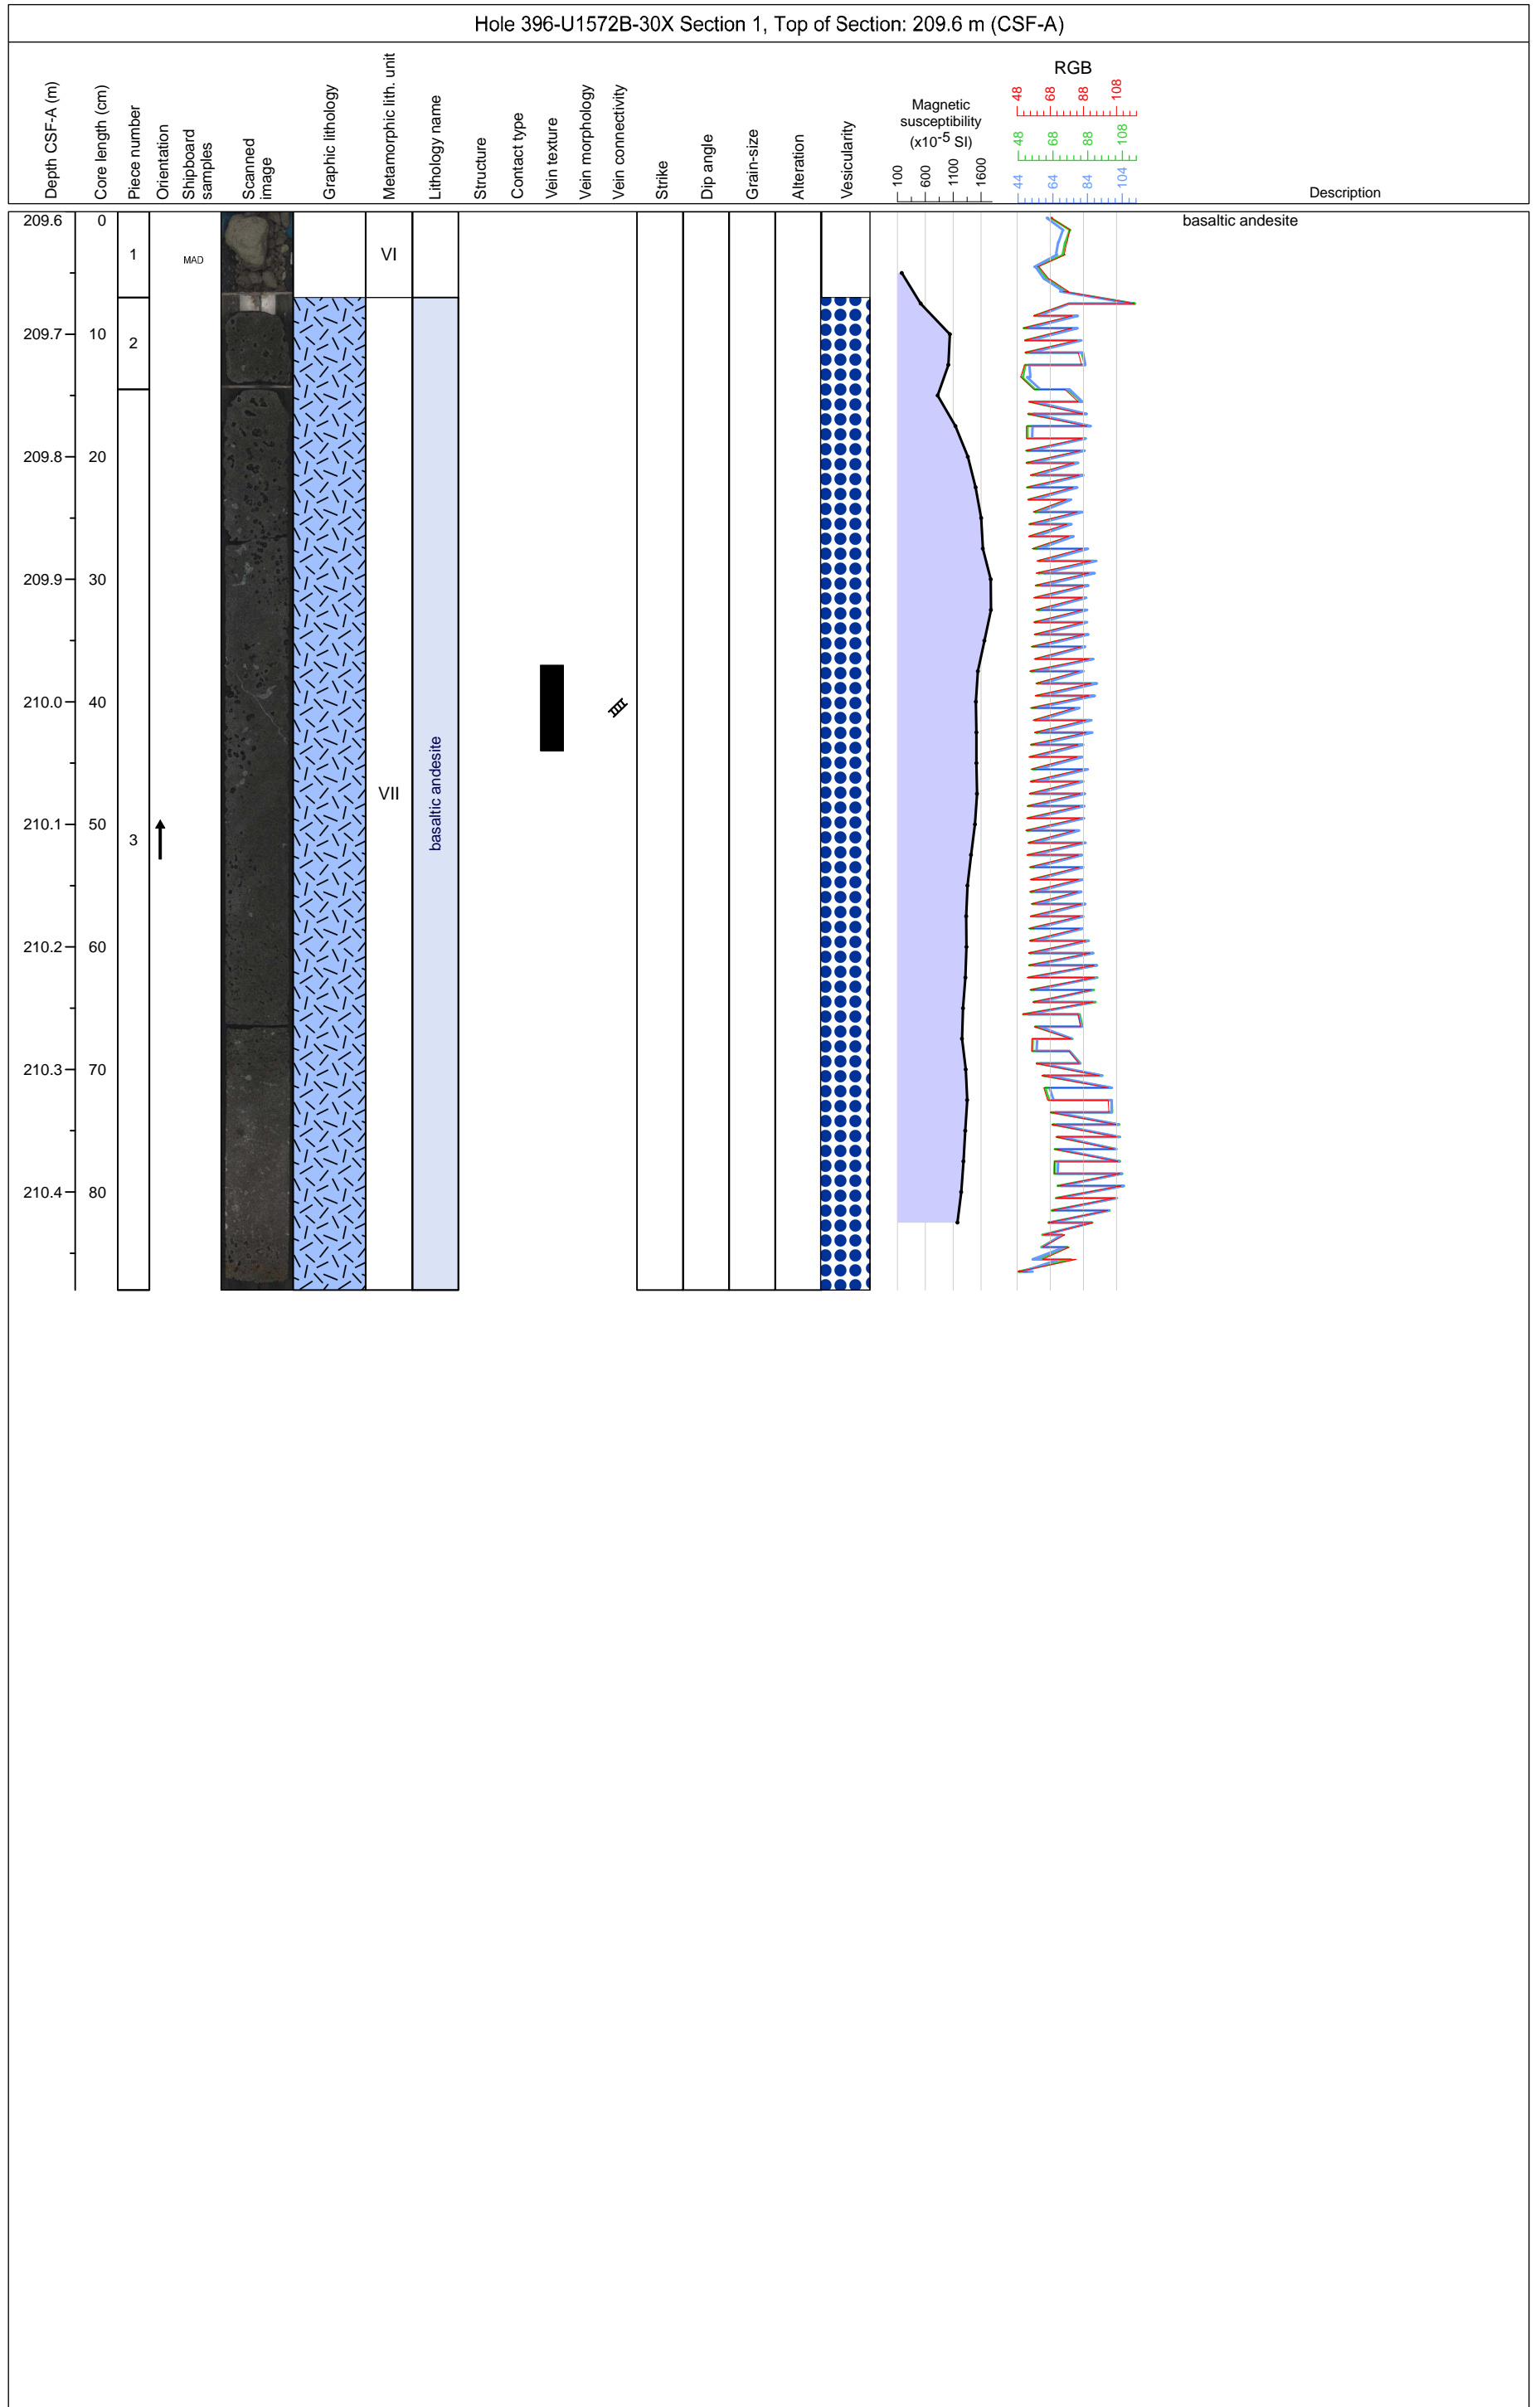 Hole 396-U1572B-30X Section 1, Top of Section: 209.6 m (CSF-A)
Depth CSF-A (m)
Core length (cm)
Piece number
Orientation
Shipboard
samples
Scanned
image
Graphic lithology
Metamorphic lith. unit
Lithology name
Structure
Contact type
Vein texture
Vein morphology
Vein connectivity
Strike
Dip angle
Grain-size
Alteration
Vesicularity
Magnetic
susceptibility
(x10-5 SI)
100 600 1100 1600
RGB
48 68 88 108
48 68 88 108
44 64 84 104
Description
209.6 0
basaltic andesite
1
MAD
VI
209.7 10
2
209.8 20
209.9 30
210.0 40
VII
basaltic andesite
210.1 50
3
210.2 60
210.3 70
210.4 80